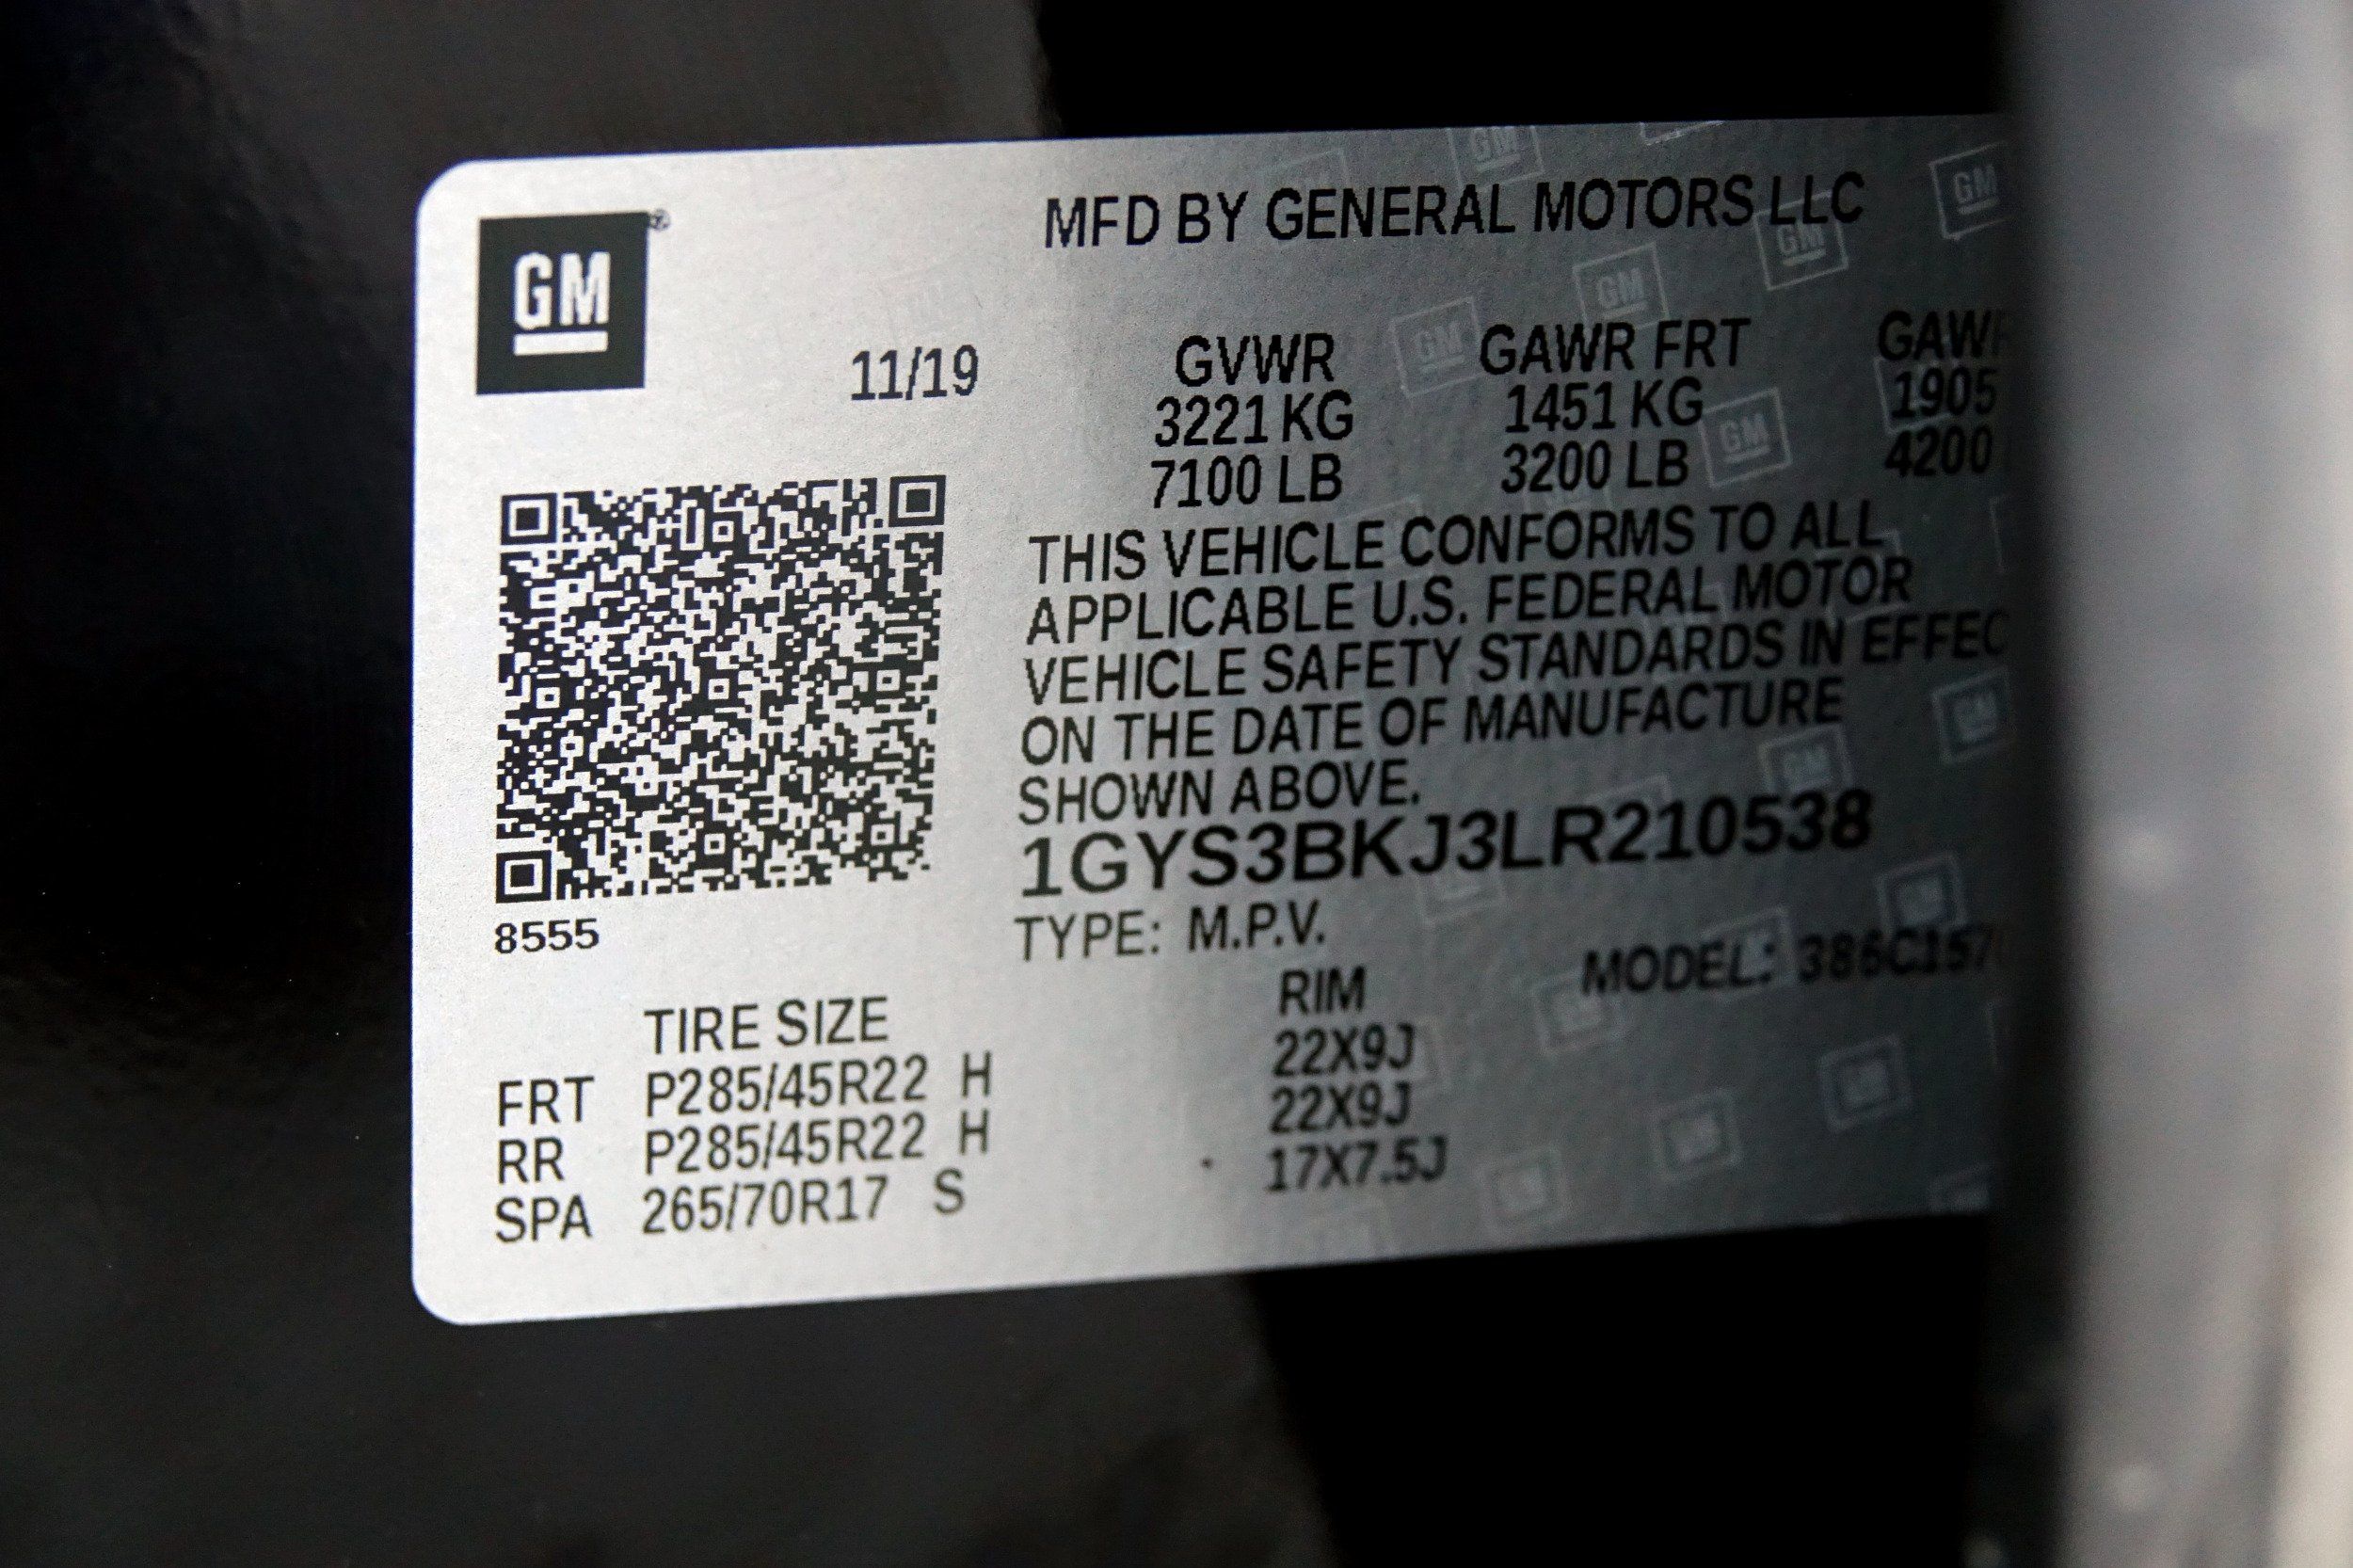 GM
MFD BY GENERAL MOTORS LLC
11/19
GVWR GAWR FRT
3221 KG 1451 KG 1905
7100 LB 3200 LB 4200
THIS VEHICLE CONFORMS TO ALL
APPLICABLE U.S. FEDERAL MOTOR
VEHICLE SAFETY STANDARDS IN
ON THE DATE OF MANUFACTURE
SHOWN ABOVE.
1GYS3BKJ3LR210538
8555
TYPE: M.P.V. MODEL:
TIRE SIZE RIM
FRT P285/45R22 H 22X9J
RR P285/45R22 H 22X9J
SPA 265/70R17 S 17X7.5J